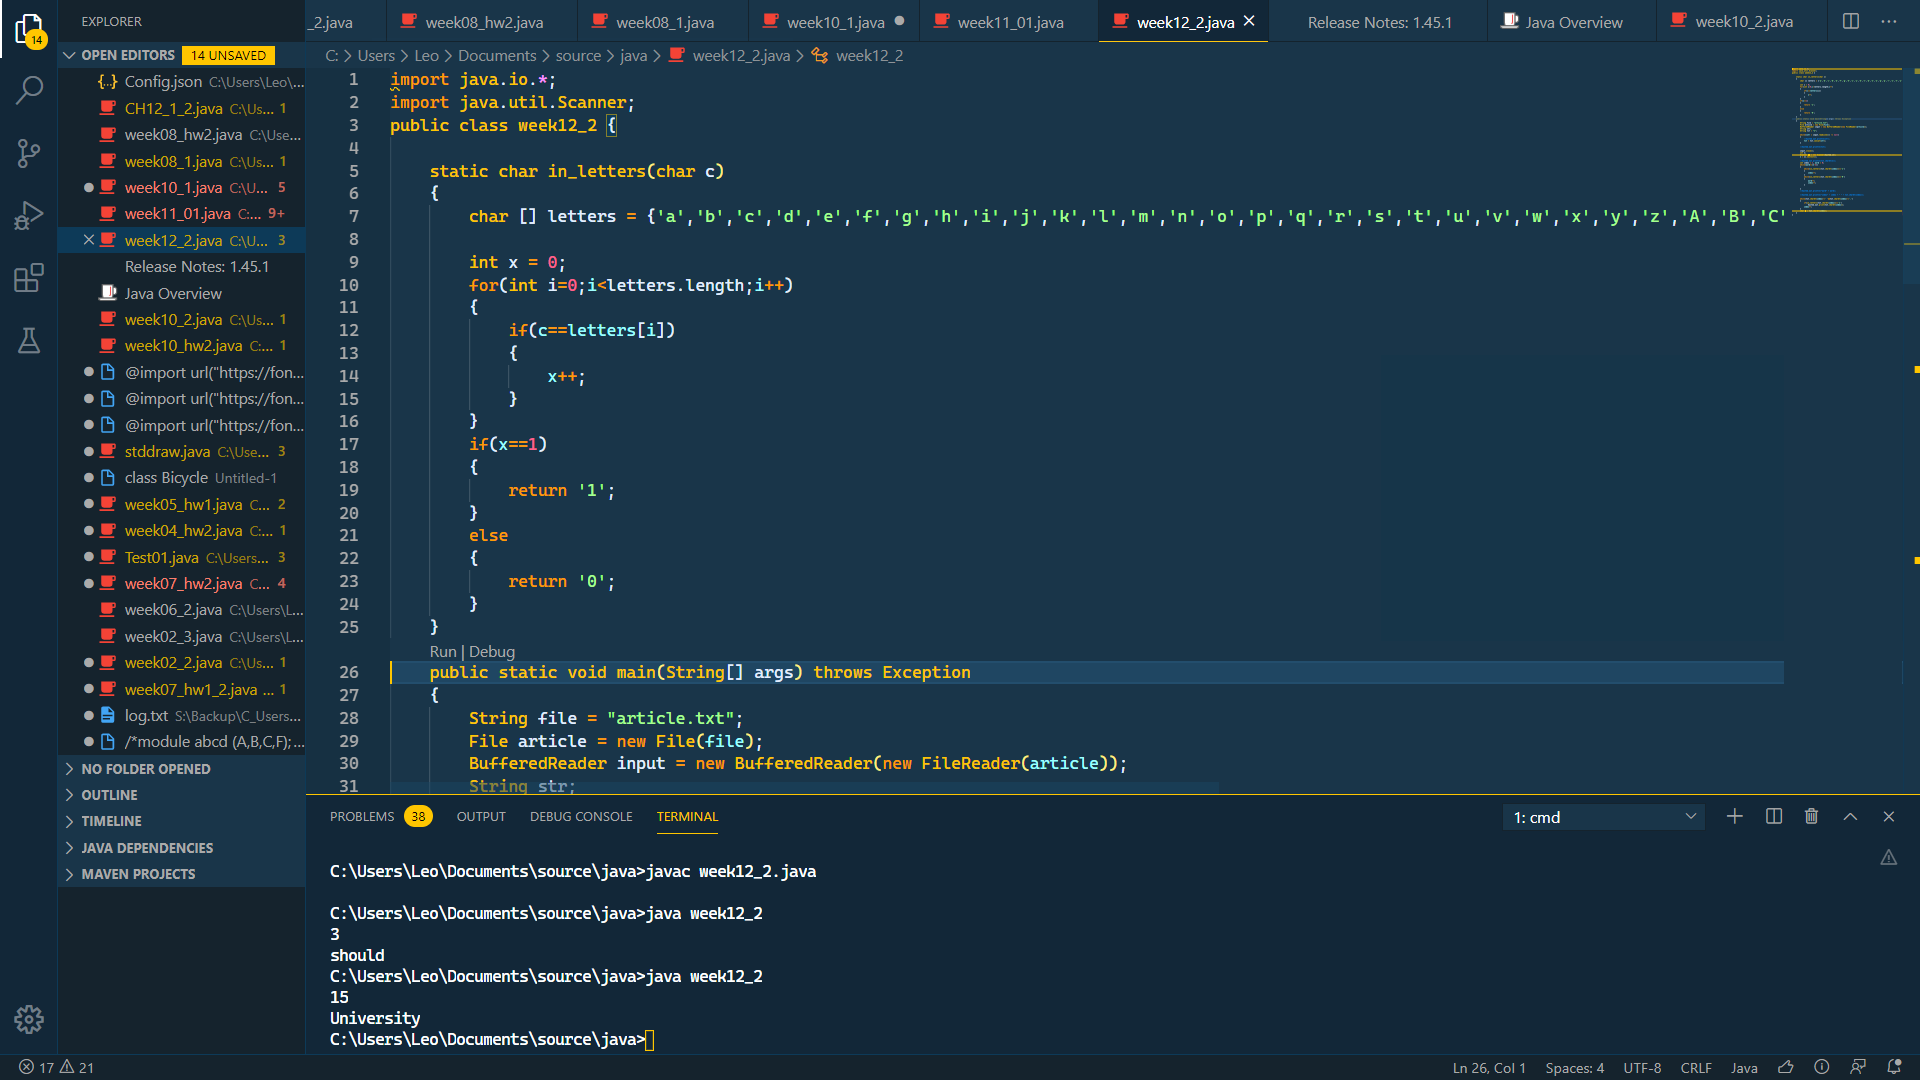 EXPLORER
_2.java
week08_hw2.java
week08_1.java
week10_1.java
week11_01.java
week12_2.java
Release Notes: 1.45.1
Java Overview
week10_2.java
14
OPEN EDITORS 14 UNSAVED
{.} Config.json C:\Users\Leo\...
CH12_1_2.java C:\Us... 1
week08_hw2.java C:\Use...
week08_1.java C:\Us... 1
week10_1.java C:\U... 5
week11_01.java C:... 9+
week12_2.java C:\U... 3
Release Notes: 1.45.1
Java Overview
week10_2.java C:\Us... 1
week10_hw2.java C:... 1
@import url("https://fon...
@import url("https://fon...
@import url("https://fon...
stddraw.java C:\Use... 3
class Bicycle Untitled-1
week05_hw1.java C... 2
week04_hw2.java C:... 1
Test01.java C:\Users... 3
week07_hw2.java C... 4
week06_2.java C:\Users\L...
week02_3.java C:\Users\L...
week02_2.java C:\Us... 1
week07_hw1_2.java ... 1
log.txt S:\Backup\C_Users...
/*module abcd (A,B,C,F); ...
NO FOLDER OPENED
OUTLINE
TIMELINE
JAVA DEPENDENCIES
MAVEN PROJECTS
C: > Users > Leo > Documents > source > java > week12_2.java > week12_2
1 import java.io.*;
2 import java.util.Scanner;
3 public class week12_2 {
4
5 static char in_letters(char c)
6 {
7 char [] letters = {'a','b','c','d','e','f','g','h','i','j','k','l','m','n','o','p','q','r','s','t','u','v','w','x','y','z','A','B','C'
8
9 int x = 0;
10 for(int i=0;i<letters.length;i++)
11 {
12 if(c==letters[i])
13 {
14 x++;
15 }
16 }
17 if(x==1)
18 {
19 return '1';
20 }
21 else
22 {
23 return '0';
24 }
25 }
Run | Debug
26 public static void main(String[] args) throws Exception
27 {
28 String file = "article.txt";
29 File article = new File(file);
30 BufferedReader input = new BufferedReader(new FileReader(article));
31 String str;
PROBLEMS 38 OUTPUT DEBUG CONSOLE TERMINAL
1: cmd
C:\Users\Leo\Documents\source\java>javac week12_2.java
C:\Users\Leo\Documents\source\java>java week12_2
3
should
C:\Users\Leo\Documents\source\java>java week12_2
15
University
C:\Users\Leo\Documents\source\java>
17 21
Ln 26, Col 1 Spaces: 4 UTF-8 CRLF Java